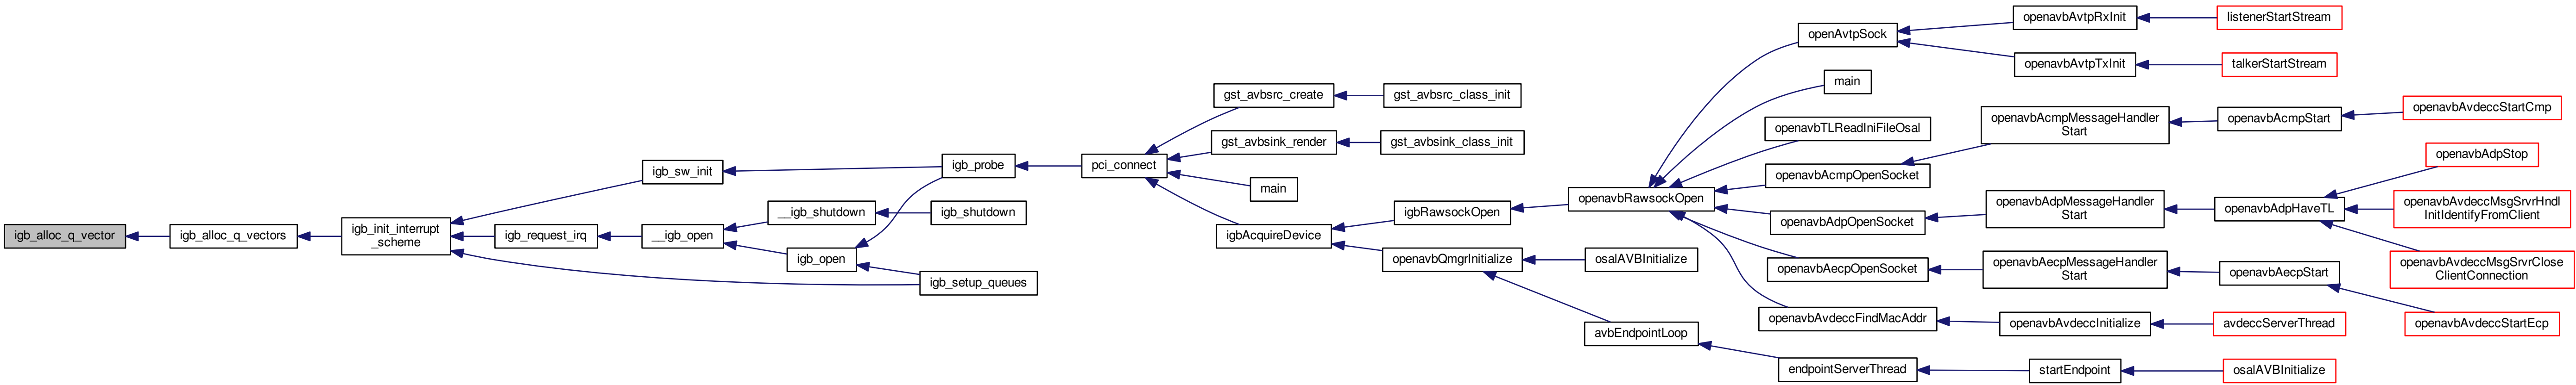 igb_alloc_q_vector
igb_alloc_q_vectors
igb_init_interrupt
_scheme
igb_sw_init
igb_request_irq
__igb_open
__igb_shutdown
igb_open
igb_probe
igb_shutdown
igb_setup_queues
pci_connect
gst_avbsrc_create
gst_avbsink_render
main
igbAcquireDevice
gst_avbsrc_class_init
gst_avbsink_class_init
igbRawsockOpen
openavbQmgrInitialize
openavbRawsockOpen
osalAVBInitialize
avbEndpointLoop
openAvtpSock
main
openavbTLReadIniFileOsal
openavbAcmpOpenSocket
openavbAdpOpenSocket
openavbAecpOpenSocket
openavbAvdeccFindMacAddr
endpointServerThread
openavbAvtpRxInit
openavbAvtpTxInit
openavbAcmpMessageHandler
Start
openavbAdpMessageHandler
Start
openavbAecpMessageHandler
Start
openavbAvdeccInitialize
startEndpoint
listenerStartStream
talkerStartStream
openavbAcmpStart
openavbAdpHaveTL
openavbAecpStart
avdeccServerThread
osalAVBInitialize
openavbAvdeccStartCmp
openavbAdpStop
openavbAvdeccMsgSrvrHndl
InitIdentifyFromClient
openavbAvdeccMsgSrvrClose
ClientConnection
openavbAvdeccStartEcp